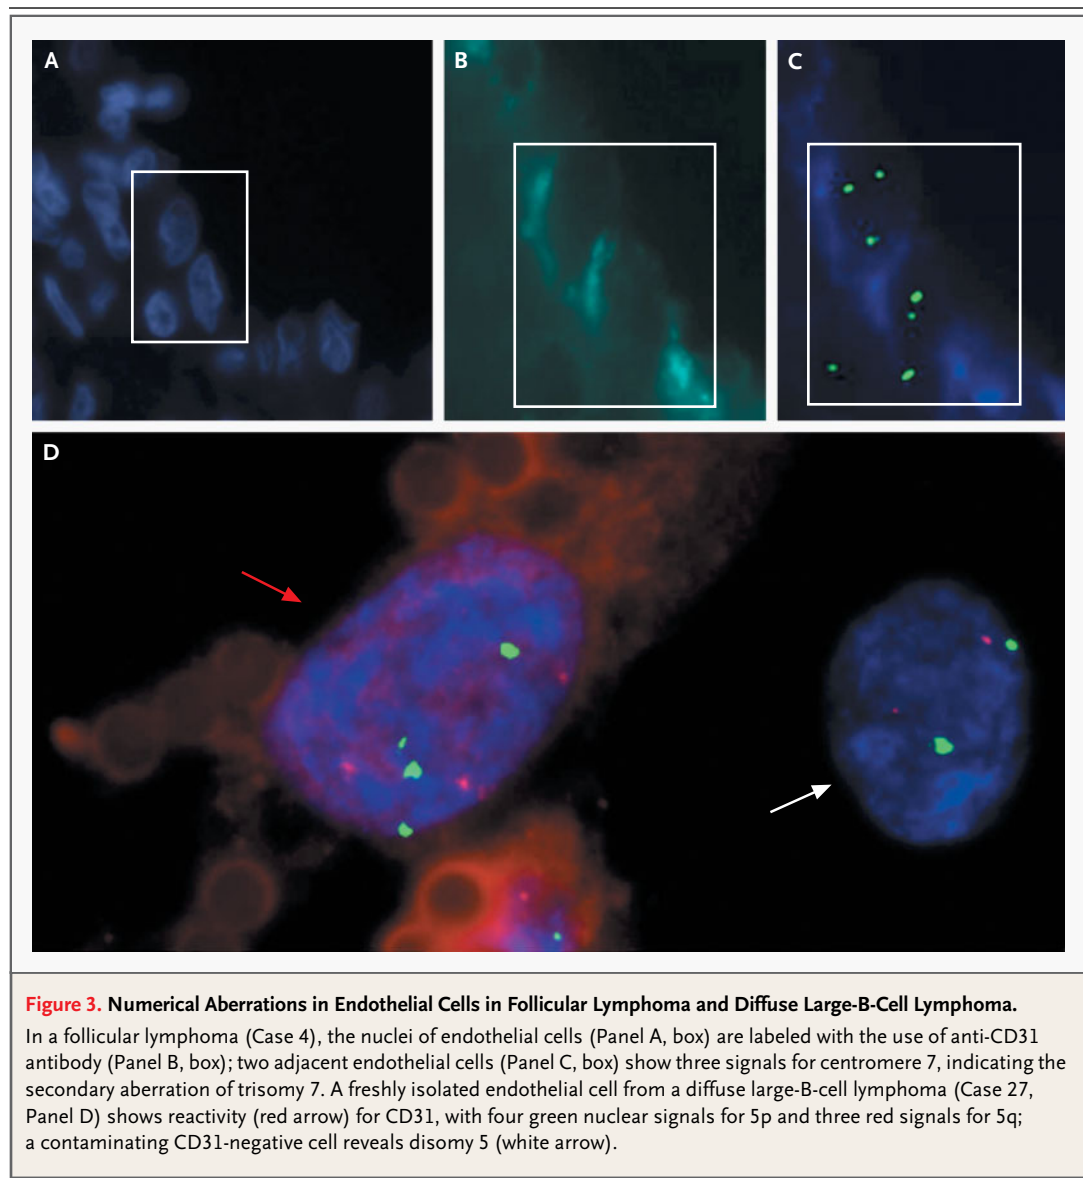 A
B
C
D
Figure 3. Numerical Aberrations in Endothelial Cells in Follicular Lymphoma and Diffuse Large-B-Cell Lymphoma.
In a follicular lymphoma (Case 4), the nuclei of endothelial cells (Panel A, box) are labeled with the use of anti-CD31
antibody (Panel B, box); two adjacent endothelial cells (Panel C, box) show three signals for centromere 7, indicating the
secondary aberration of trisomy 7. A freshly isolated endothelial cell from a diffuse large-B-cell lymphoma (Case 27,
Panel D) shows reactivity (red arrow) for CD31, with four green nuclear signals for 5p and three red signals for 5q;
a contaminating CD31-negative cell reveals disomy 5 (white arrow).